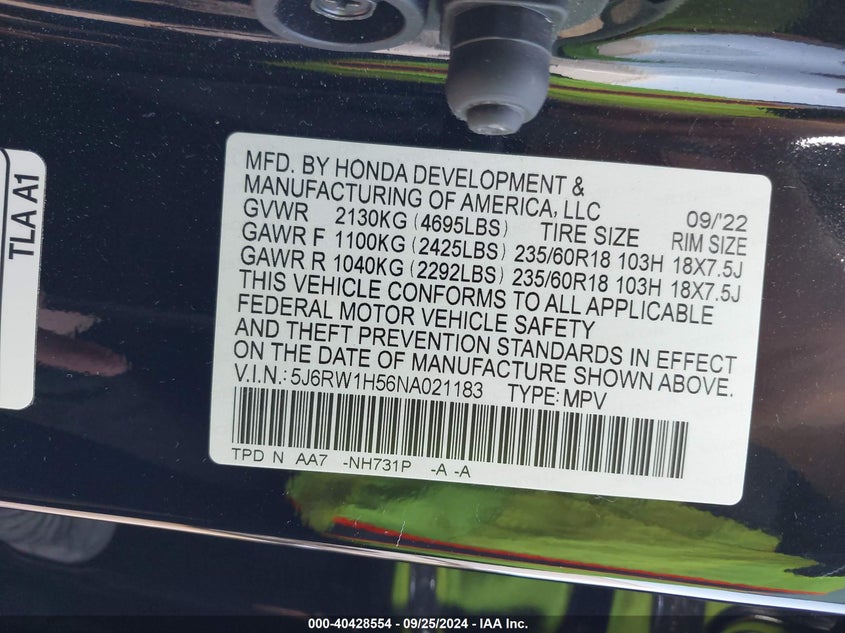 TLA A1
MFD. BY HONDA DEVELOPMENT &
MANUFACTURING OF AMERICA, LLC 09/'22
GVWR 2130KG (4695LBS) TIRE SIZE RIM SIZE
GAWR F 1100KG (2425LBS) 235/60R18 103H 18X7.5J
GAWR R 1040KG (2292LBS) 235/60R18 103H 18X7.5J
THIS VEHICLE CONFORMS TO ALL APPLICABLE
FEDERAL MOTOR VEHICLE SAFETY
AND THEFT PREVENTION STANDARDS IN EFFECT
ON THE DATE OF MANUFACTURE SHOWN ABOVE.
V.I.N.: 5J6RW1H56NA021183 TYPE: MPV
TPD N AA7 -NH731P -A -A
000-40428554 - 09/25/2024 - IAA Inc.